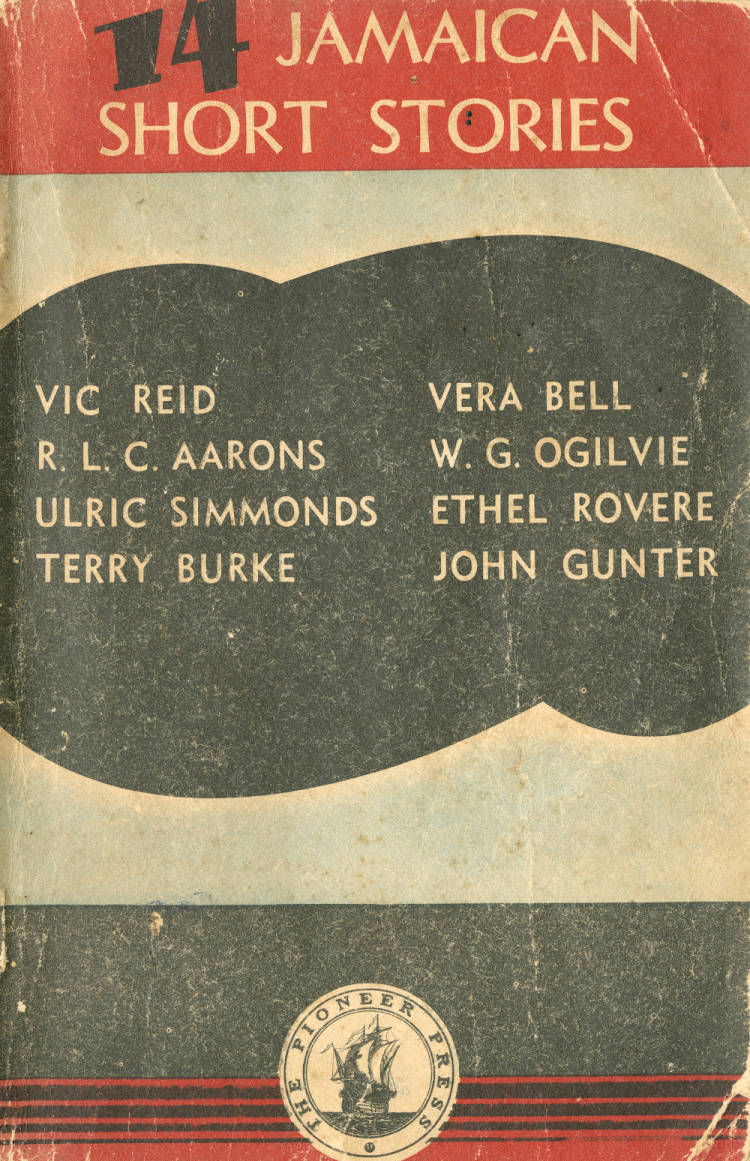 14 JAMAICAN
SHORT STORIES
VIC REID
R. L. C. AARONS
ULRIC SIMMONDS
TERRY BURKE
VERA BELL
W. G. OGILVIE
ETHEL ROVERE
JOHN GUNTER
THE PIONEER PRESS